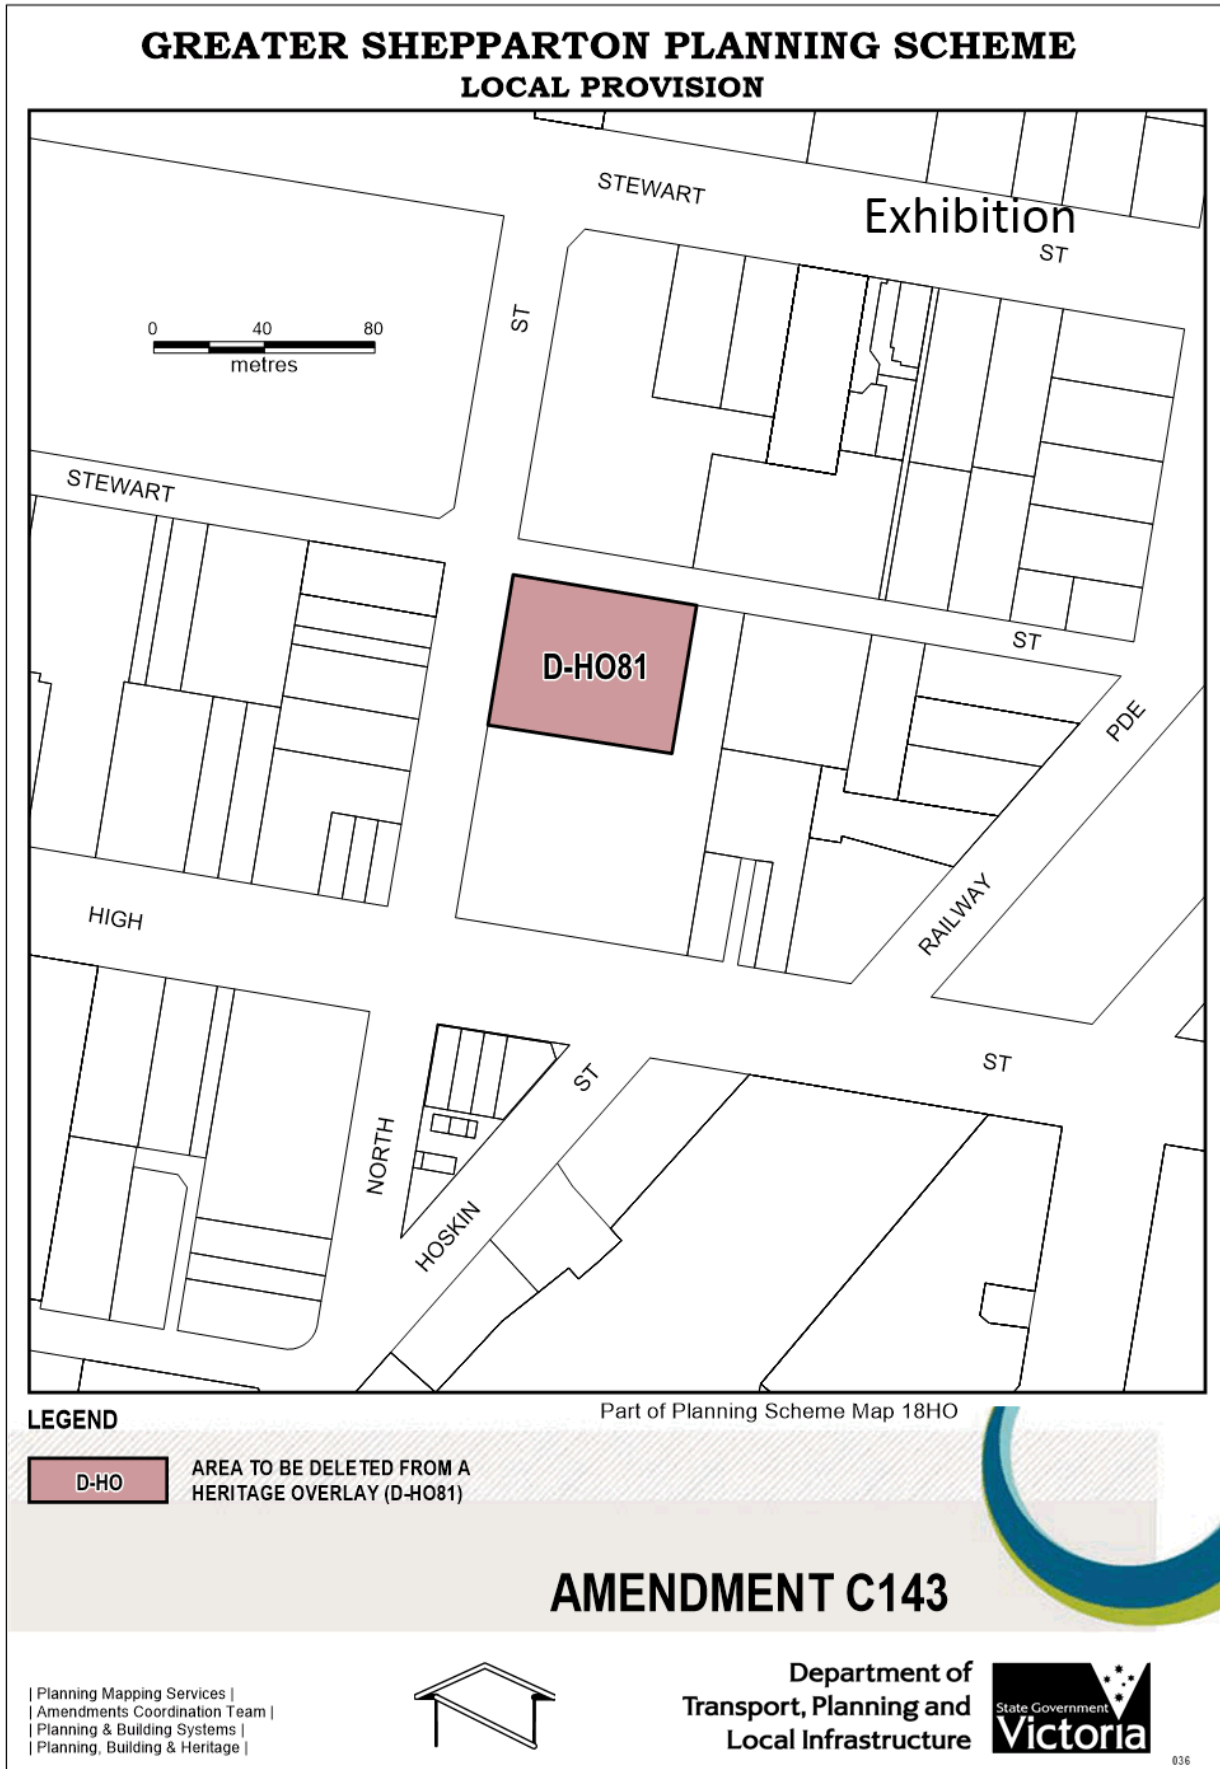 GREATER SHEPPARTON PLANNING SCHEME
LOCAL PROVISION
STEWART
Exhibition
ST
ST
0 40 80
metres
STEWART
ST
D-HO81
PDE
HIGH
RAILWAY
ST
ST
NORTH
HOSKIN
Part of Planning Scheme Map 18HO
LEGEND
D-HO
AREA TO BE DELETED FROM A
HERITAGE OVERLAY (D-HO81)
AMENDMENT C143
| Planning Mapping Services |
| Amendments Coordination Team |
| Planning & Building Systems |
| Planning, Building & Heritage |
Department of
Transport, Planning and
Local Infrastructure
State Government
Victoria
036